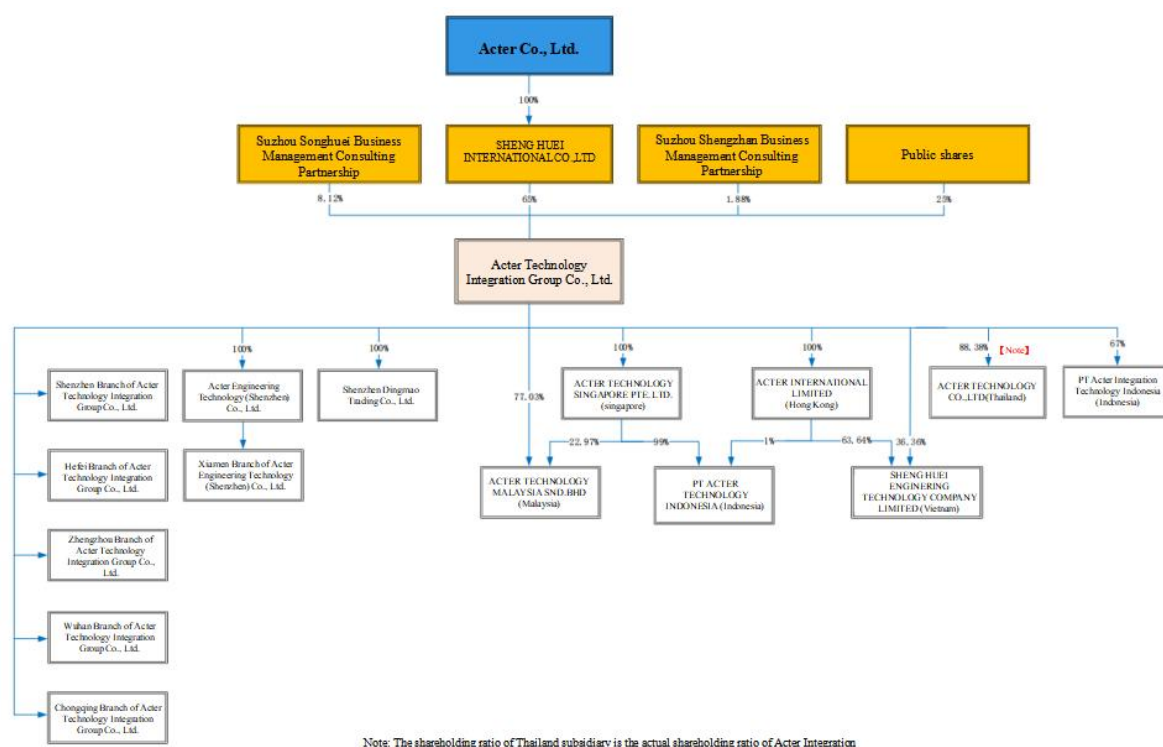 Acter Co., Ltd.
100%
Suzhou Songhuei Business
Management Consulting
Partnership
SHENG HUEI
INTERNATIONAL CO.,LTD
Suzhou Shengzhan Business
Management Consulting
Partnership
Public shares
8.12%
65%
1.88%
25%
Acter Technology
Integration Group Co., Ltd.
100%
100%
77.03%
100%
100%
88.38%
【Note】
67%
Shenzhen Branch of Acter
Technology Integration
Group Co., Ltd.
Acter Engineering
Technology (Shenzhen)
Co., Ltd.
Shenzhen Dingmao
Trading Co., Ltd.
ACTER TECHNOLOGY
SINGAPORE PTE. LTD.
(singapore)
ACTER INTERNATIONAL
LIMITED
(Hong Kong)
ACTER TECHNOLOGY
CO.,LTD(Thailand)
PT Acter Integration
Technology Indonesia
(Indonesia)
22.97%
99%
1%
63.64%
36.36%
Hefei Branch of Acter
Technology Integration
Group Co., Ltd.
Xiamen Branch of Acter
Engineering Technology
(Shenzhen) Co., Ltd.
ACTER TECHNOLOGY
MALAYSIA SND.BHD
(Malaysia)
PT ACTER
TECHNOLOGY
INDONESIA (Indonesia)
SHENG HUEI
ENGINERING
TECHNOLOGY COMPANY
LIMITED (Vietnam)
Zhengzhou Branch of
Acter Technology
Integration Group Co.,
Ltd.
Wuhan Branch of Acter
Technology Integration
Group Co., Ltd.
Chongqing Branch of Acter
Technology Integration
Group Co., Ltd.
Note: The shareholding ratio of Thailand subsidiary is the actual shareholding ratio of Acter Integration